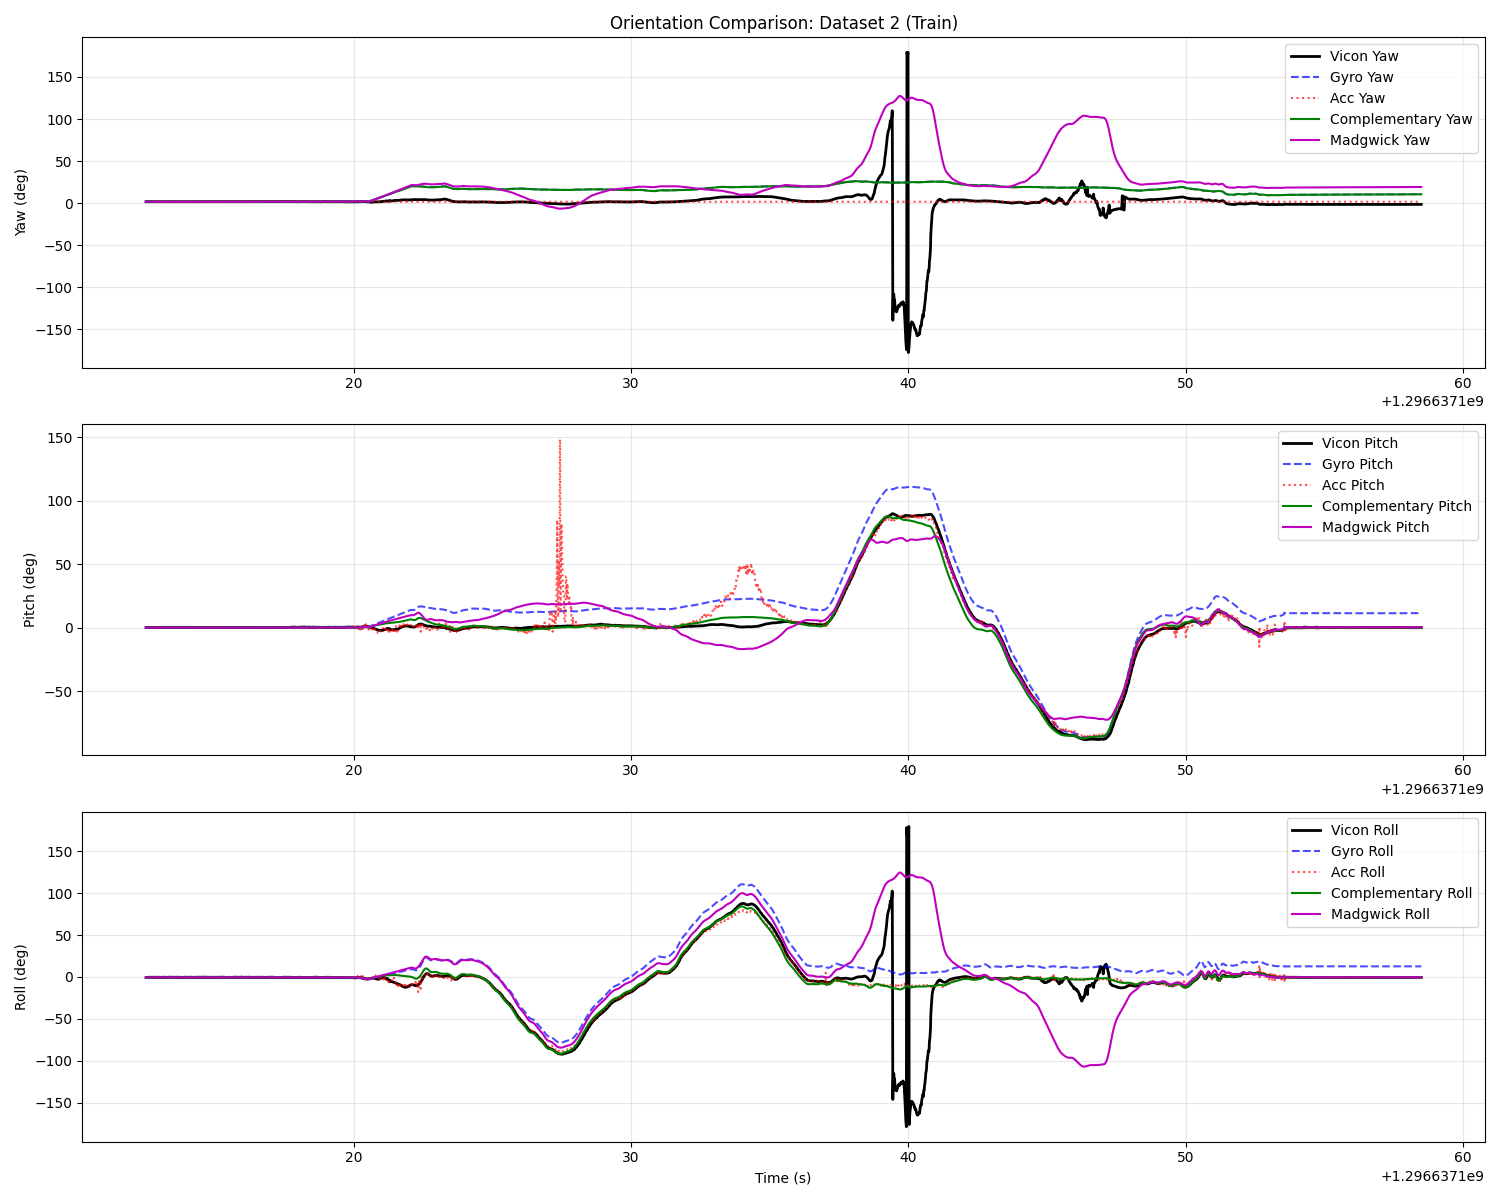 Orientation Comparison: Dataset 2 (Train)
Yaw (deg)
150
100
50
0
−50
−100
−150
Vicon Yaw
Gyro Yaw
Acc Yaw
Complementary Yaw
Madgwick Yaw
20 30 40 50 60
+1.2966371e9
Pitch (deg)
150
100
50
0
−50
Vicon Pitch
Gyro Pitch
Acc Pitch
Complementary Pitch
Madgwick Pitch
20 30 40 50 60
+1.2966371e9
Roll (deg)
150
100
50
0
−50
−100
−150
Vicon Roll
Gyro Roll
Acc Roll
Complementary Roll
Madgwick Roll
20 30 40 50 60
Time (s)
+1.2966371e9